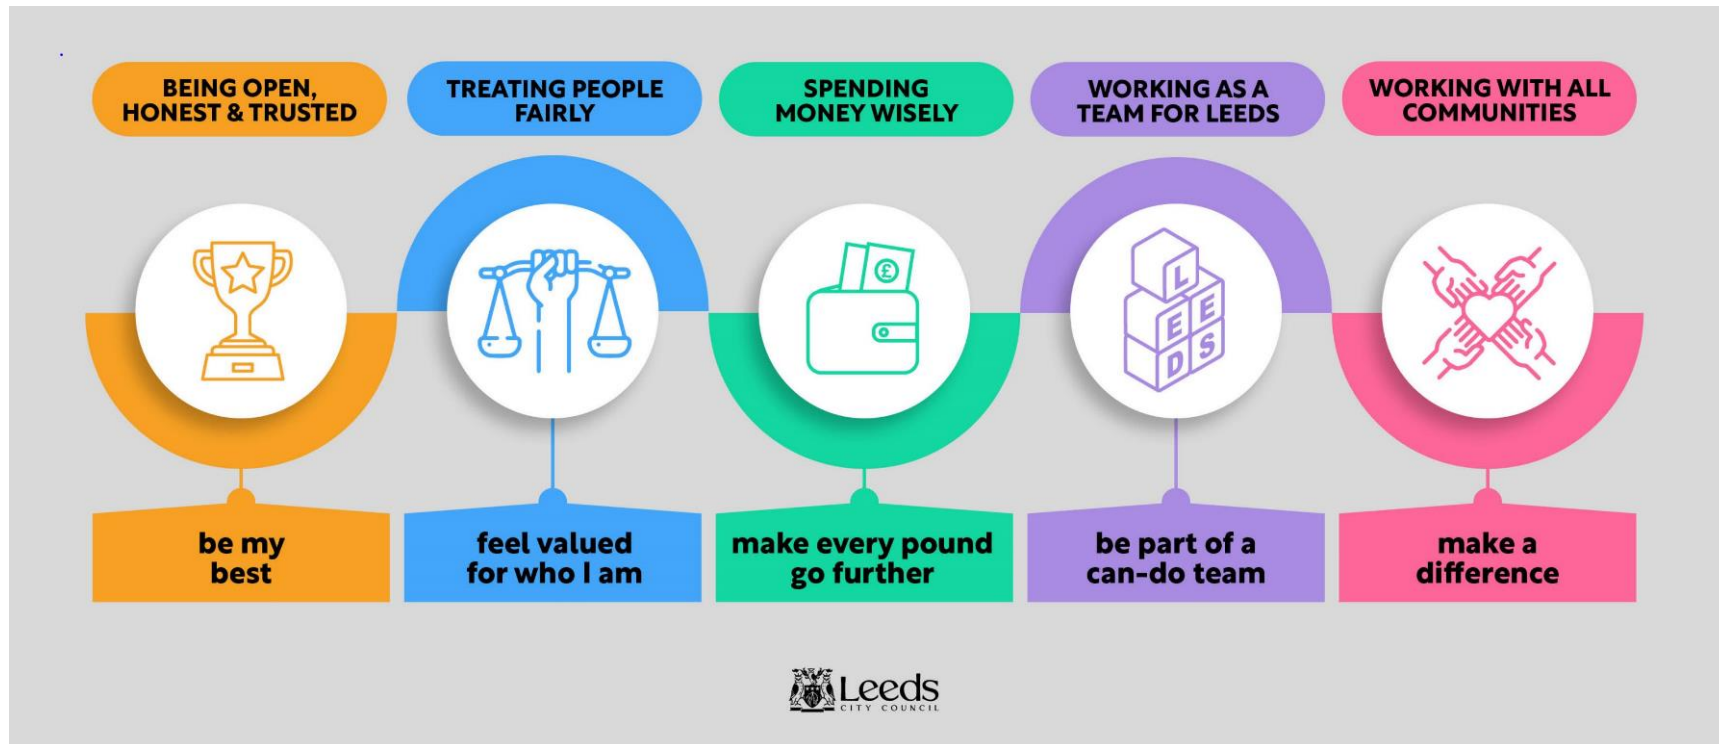 BEING OPEN,
HONEST & TRUSTED
TREATING PEOPLE
FAIRLY
SPENDING
MONEY WISELY
WORKING AS A
TEAM FOR LEEDS
WORKING WITH ALL
COMMUNITIES
£
L
E E
D S
be my
best
feel valued
for who I am
make every pound
go further
be part of a
can-do team
make a
difference
Leeds
CITY COUNCIL